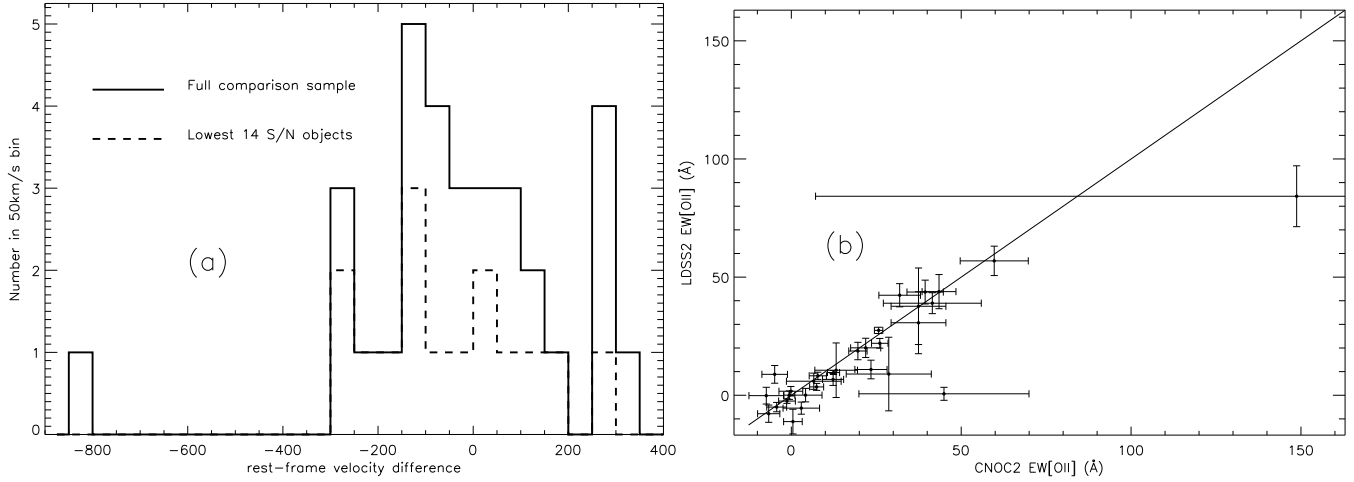 5
4
3
2
1
0
Number in 50km/s bin
Full comparison sample
Lowest 14 S/N objects
(a)
-800 -600 -400 -200 0 200 400
rest-frame velocity difference
150
100
50
0
LDSS2 EW[OII] (Å)
(b)
0 50 100 150
CNOC2 EW[OII] (Å)